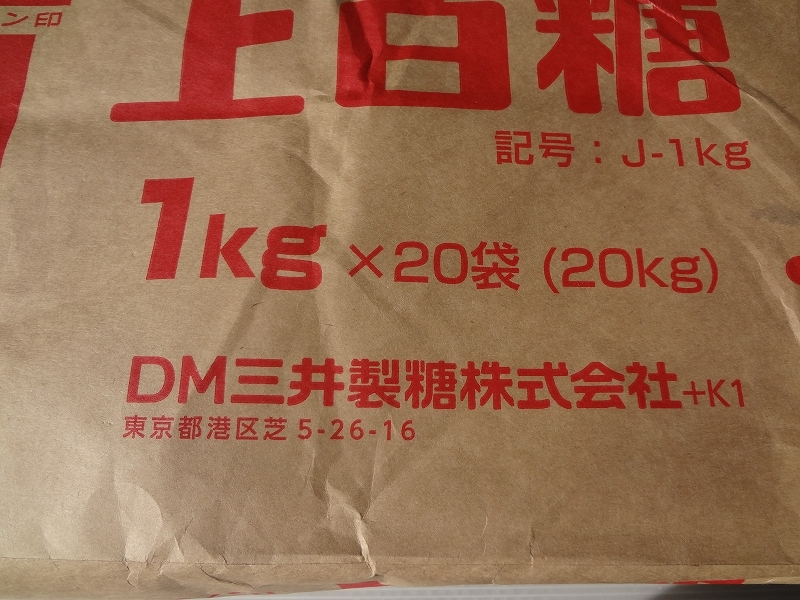 ン印
上白糖
記号：J-1kg
1kg×20袋 (20kg)
DM三井製糖株式会社+K1
東京都港区芝5-26-16